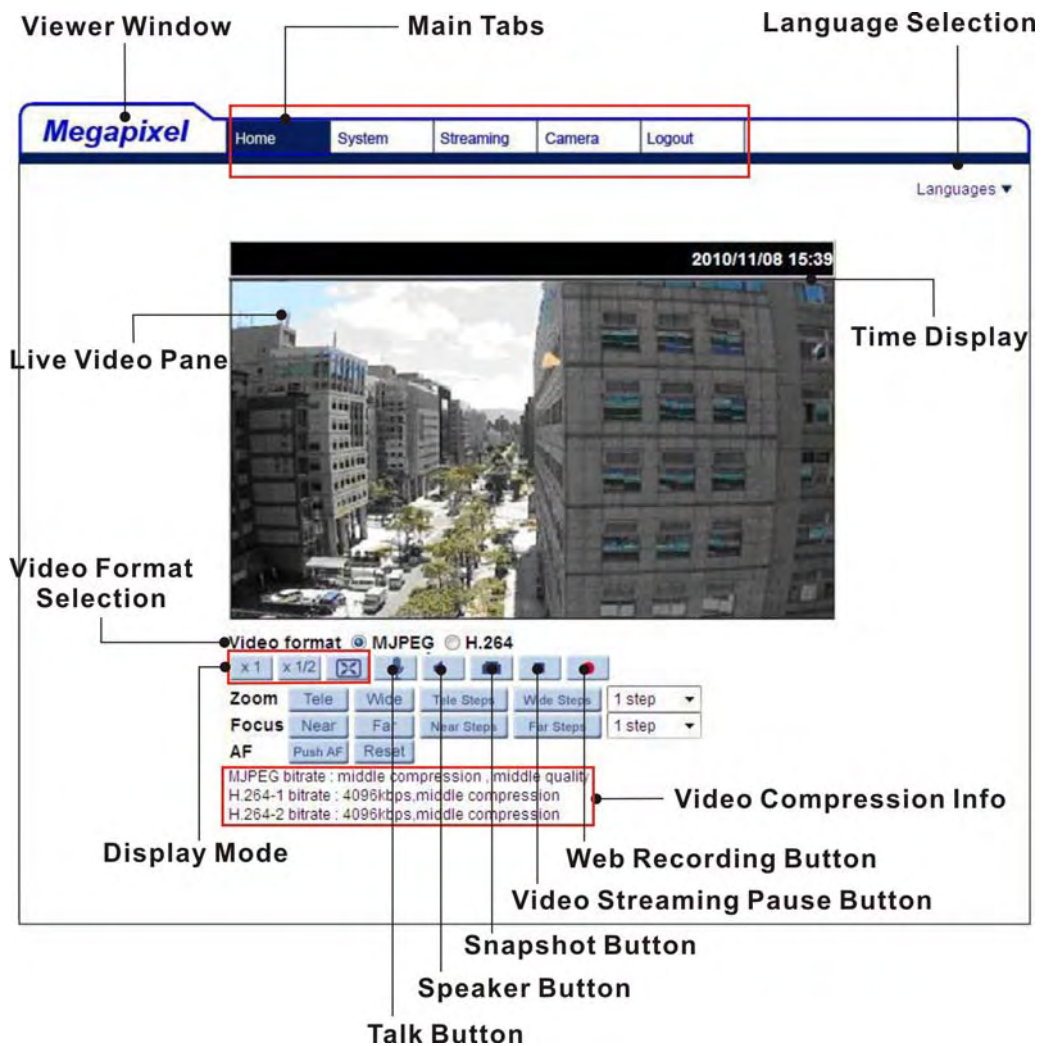 Viewer Window
Main Tabs
Language Selection
Megapixel
Home System Streaming Camera Logout
Languages ▼
2010/11/08 15:39
Time Display
Live Video Pane
Video Format
Selection
Video format MJPEG H.264
x 1 x 1/2
Zoom Tele Wide Tele Steps Wide Steps 1 step
Focus Near Far Near Steps Far Steps 1 step
AF Push AF Reset
MJPEG bitrate : middle compression , middle quality
H.264-1 bitrate : 4096kbps,middle compression
H.264-2 bitrate : 4096kbps,middle compression
Video Compression Info
Display Mode
Web Recording Button
Video Streaming Pause Button
Snapshot Button
Speaker Button
Talk Button